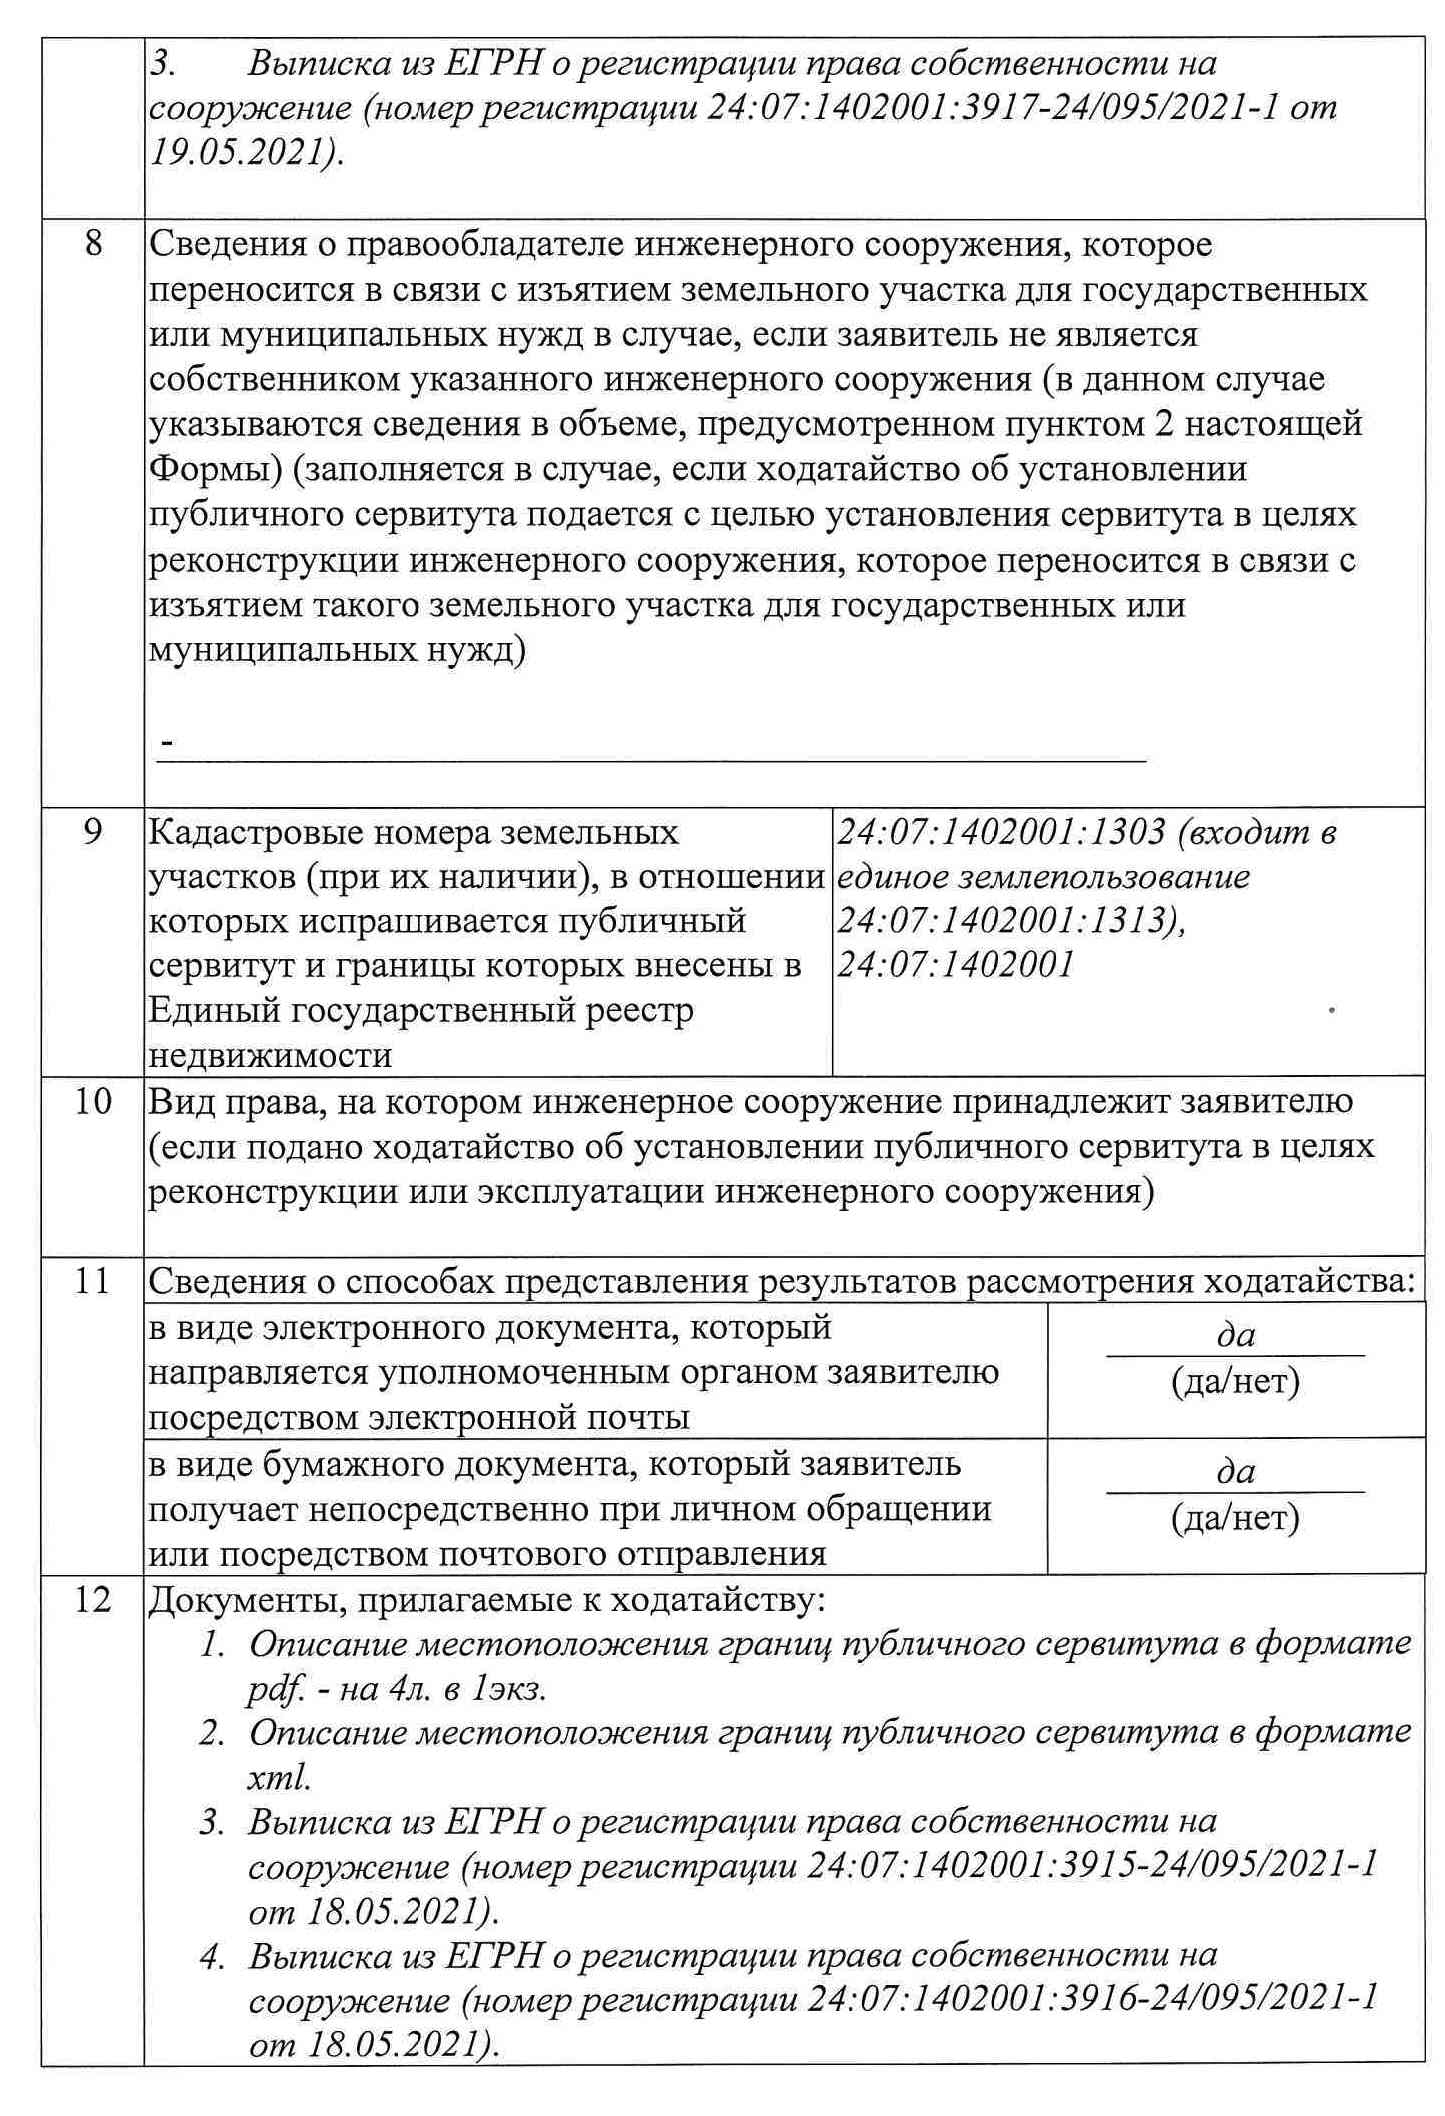 3. Выписка из ЕГРН о регистрации права собственности на
сооружение (номер регистрации 24:07:1402001:3917-24/095/2021-1 от
19.05.2021).
8 Сведения о правообладателе инженерного сооружения, которое
переносится в связи с изъятием земельного участка для государственных
или муниципальных нужд в случае, если заявитель не является
собственником указанного инженерного сооружения (в данном случае
указываются сведения в объеме, предусмотренном пунктом 2 настоящей
Формы) (заполняется в случае, если ходатайство об установлении
публичного сервитута подается с целью установления сервитута в целях
реконструкции инженерного сооружения, которое переносится в связи с
изъятием такого земельного участка для государственных или
муниципальных нужд)
-
9 Кадастровые номера земельных
участков (при их наличии), в отношении
которых испрашивается публичный
сервитут и границы которых внесены в
Единый государственный реестр
недвижимости
24:07:1402001:1303 (входит в
единое землепользование
24:07:1402001:1313),
24:07:1402001
10 Вид права, на котором инженерное сооружение принадлежит заявителю
(если подано ходатайство об установлении публичного сервитута в целях
реконструкции или эксплуатации инженерного сооружения)
11 Сведения о способах представления результатов рассмотрения ходатайства:
в виде электронного документа, который
направляется уполномоченным органом заявителю
посредством электронной почты
да
(да/нет)
в виде бумажного документа, который заявитель
получает непосредственно при личном обращении
или посредством почтового отправления
да
(да/нет)
12 Документы, прилагаемые к ходатайству:
1. Описание местоположения границ публичного сервитута в формате
pdf. - на 4л. в 1экз.
2. Описание местоположения границ публичного сервитута в формате
xml.
3. Выписка из ЕГРН о регистрации права собственности на
сооружение (номер регистрации 24:07:1402001:3915-24/095/2021-1
от 18.05.2021).
4. Выписка из ЕГРН о регистрации права собственности на
сооружение (номер регистрации 24:07:1402001:3916-24/095/2021-1
от 18.05.2021).